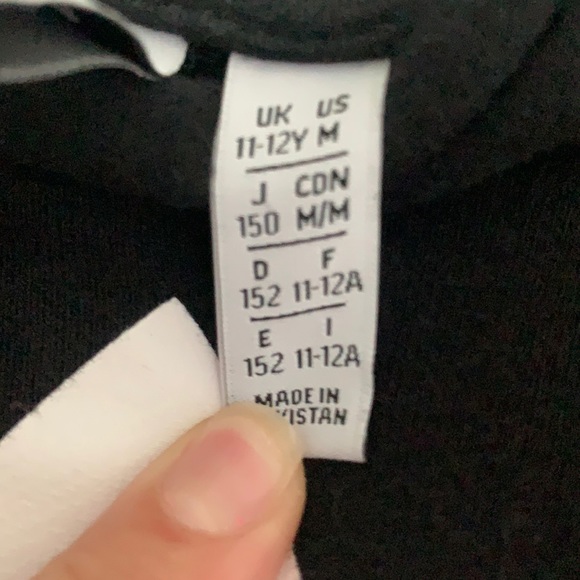 UK US
11-12Y M
J CDN
150 M/M
D F
152 11-12A
E I
152 11-12A
MADE IN